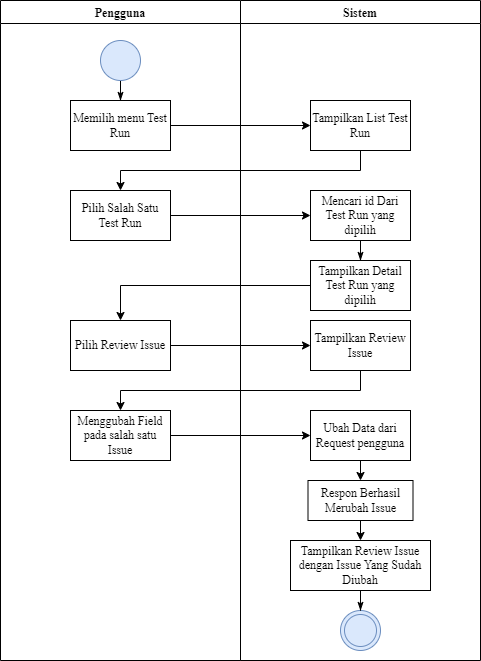 Pengguna
Sistem
Memilih menu Test
Run
Tampilkan List Test
Run
Pilih Salah Satu
Test Run
Mencari id Dari
Test Run yang
dipilih
Tampilkan Detail
Test Run yang
dipilih
Pilih Review Issue
Tampilkan Review
Issue
Menggubah Field
pada salah satu
Issue
Ubah Data dari
Request pengguna
Respon Berhasil
Merubah Issue
Tampilkan Review Issue
dengan Issue Yang Sudah
Diubah